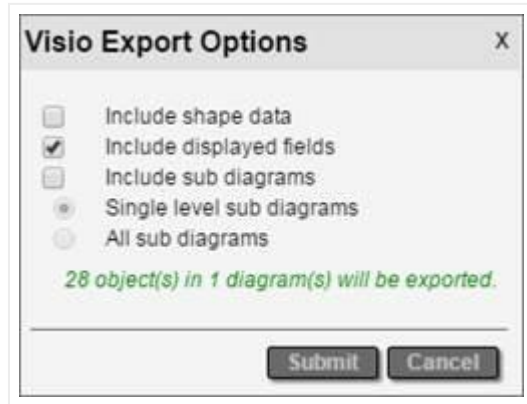 Visio Export Options X
Include shape data
Include displayed fields
Include sub diagrams
Single level sub diagrams
All sub diagrams
28 object(s) in 1 diagram(s) will be exported.
Submit Cancel